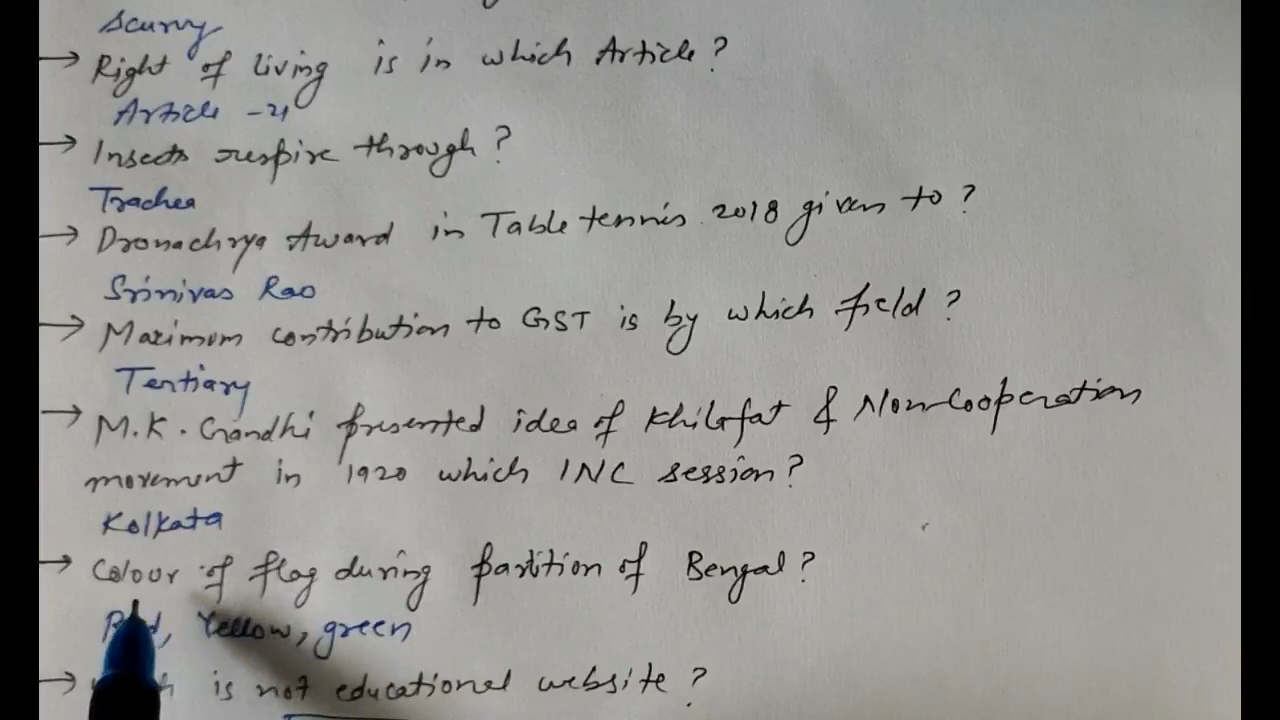 Scurvy
→ Right of living is in which Article?
Article - 21
→ Insects respire through?
Trachea
→ Dronachrya Award in Table tennis 2018 given to?
Srinivas Rao
→ Maximum contribution to GST is by which field?
Tertiary
→ M.K. Gandhi presented idea of Khilafat & Non-Cooperation
movement in 1920 which INC session?
Kolkata
→ Colour of flag during partition of Bengal?
Red, Yellow, green
→ is not educational website?